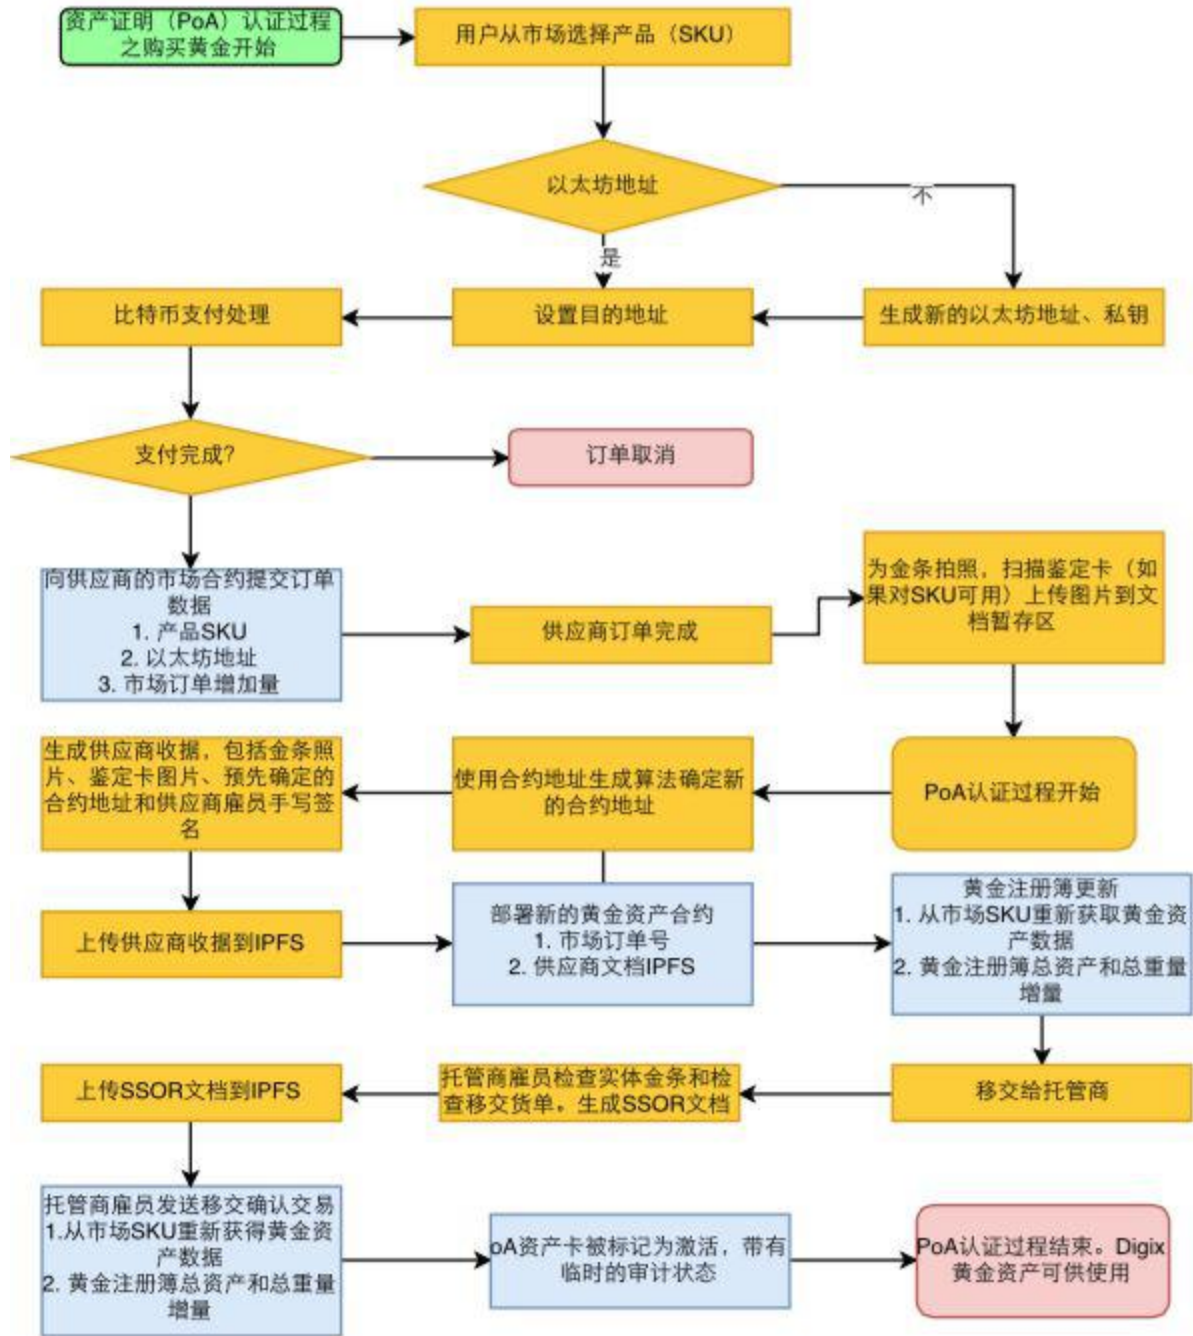 资产证明（PoA）认证过程
之购买黄金开始
用户从市场选择产品（SKU）
以太坊地址
不
是
比特币支付处理
设置目的地址
生成新的以太坊地址、私钥
支付完成?
订单取消
向供应商的市场合约提交订单
数据
1. 产品SKU
2. 以太坊地址
3. 市场订单增加量
供应商订单完成
为金条拍照，扫描鉴定卡（如
果对SKU可用）上传图片到文
档暂存区
生成供应商收据，包括金条照
片、鉴定卡图片、预先确定的
合约地址和供应商雇员手写签
名
使用合约地址生成算法确定新
的合约地址
PoA认证过程开始
上传供应商收据到IPFS
部署新的黄金资产合约
1. 市场订单号
2. 供应商文档IPFS
黄金注册簿更新
1. 从市场SKU重新获取黄金资
产数据
2. 黄金注册簿总资产和总重量
增量
上传SSOR文档到IPFS
托管商雇员检查实体金条和检
查移交货单。生成SSOR文档
移交给托管商
托管商雇员发送移交确认交易
1.从市场SKU重新获得黄金资
产数据
2. 黄金注册簿总资产和总重量
增量
oA资产卡被标记为激活，带有
临时的审计状态
PoA认证过程结束。Digix
黄金资产可供使用